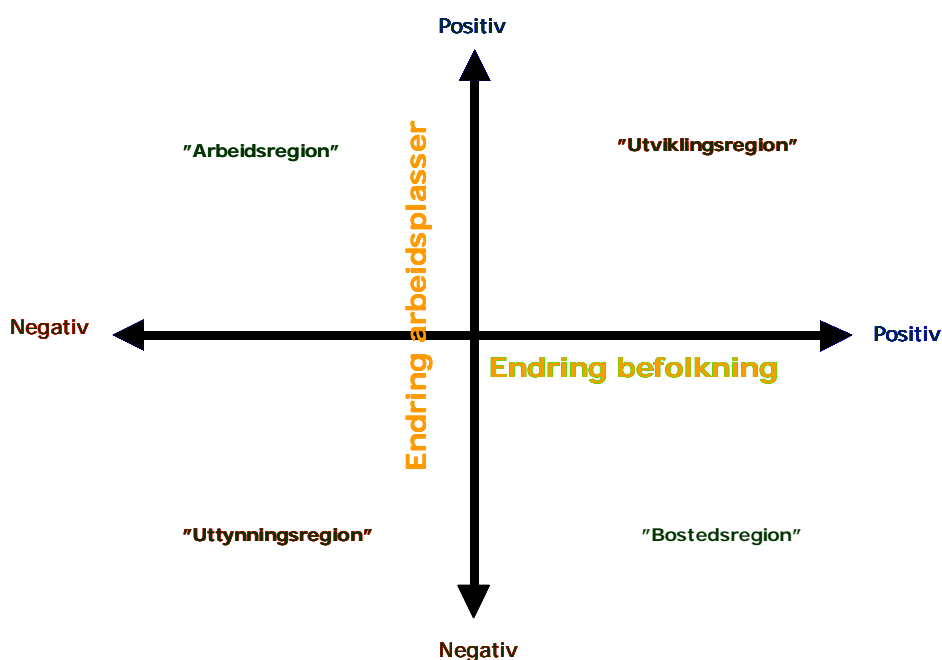 Positiv
"Arbeidsregion"
"Utviklingsregion"
Endring arbeidsplasser
Negativ
Positiv
Endring befolkning
"Uttynningsregion"
"Bostedsregion"
Negativ